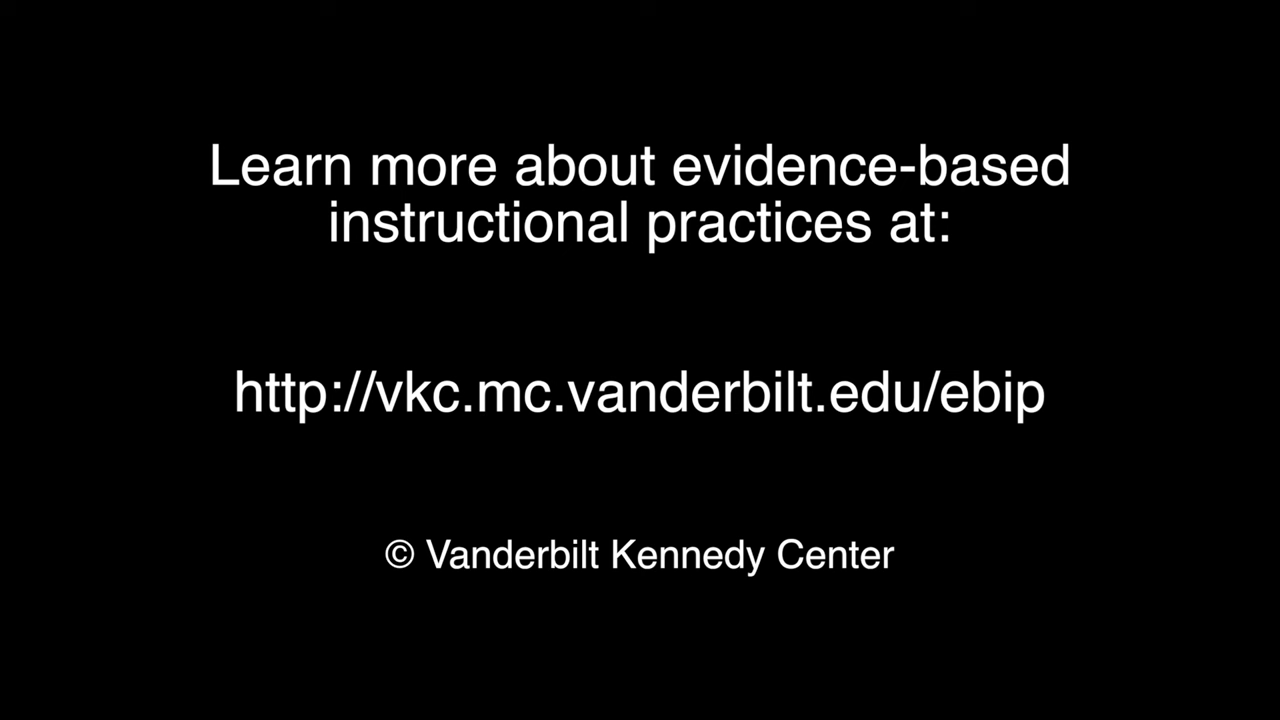 Learn more about evidence-based
instructional practices at:
http://vkc.mc.vanderbilt.edu/ebip
© Vanderbilt Kennedy Center